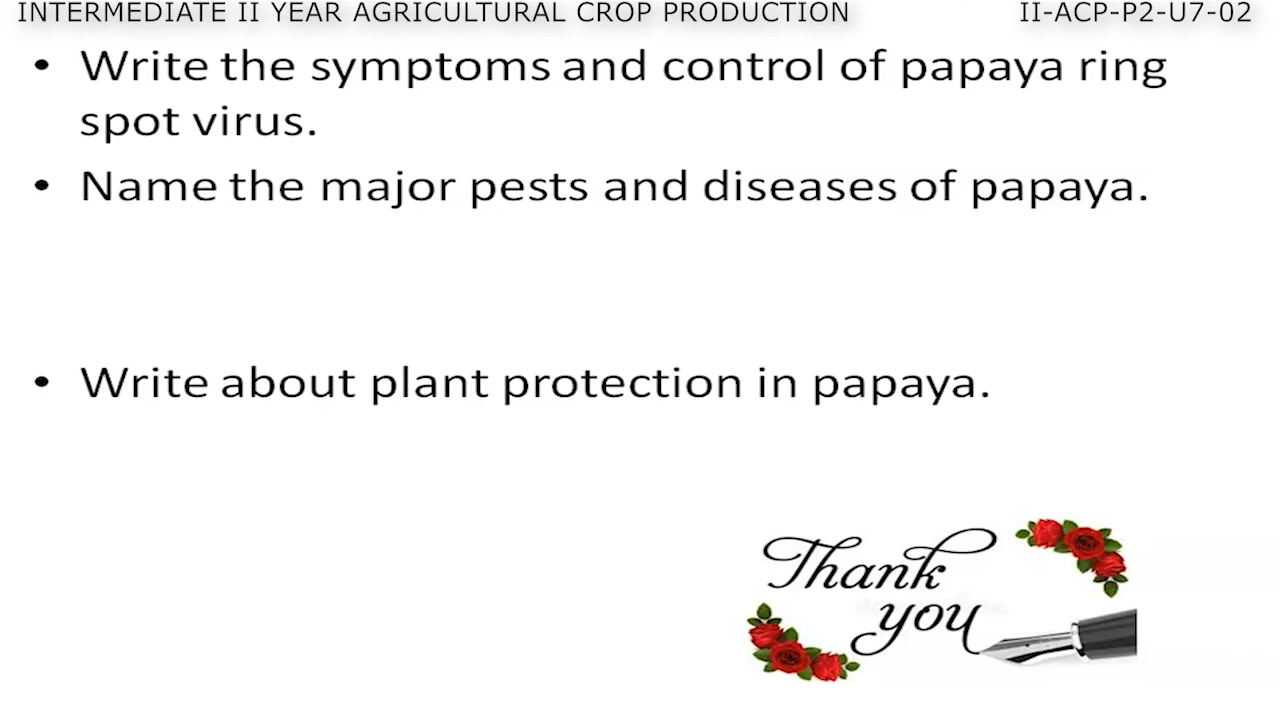 INTERMEDIATE II YEAR AGRICULTURAL CROP PRODUCTION II-ACP-P2-U7-02
• Write the symptoms and control of papaya ring
spot virus.
• Name the major pests and diseases of papaya.
• Write about plant protection in papaya.
Thank
you